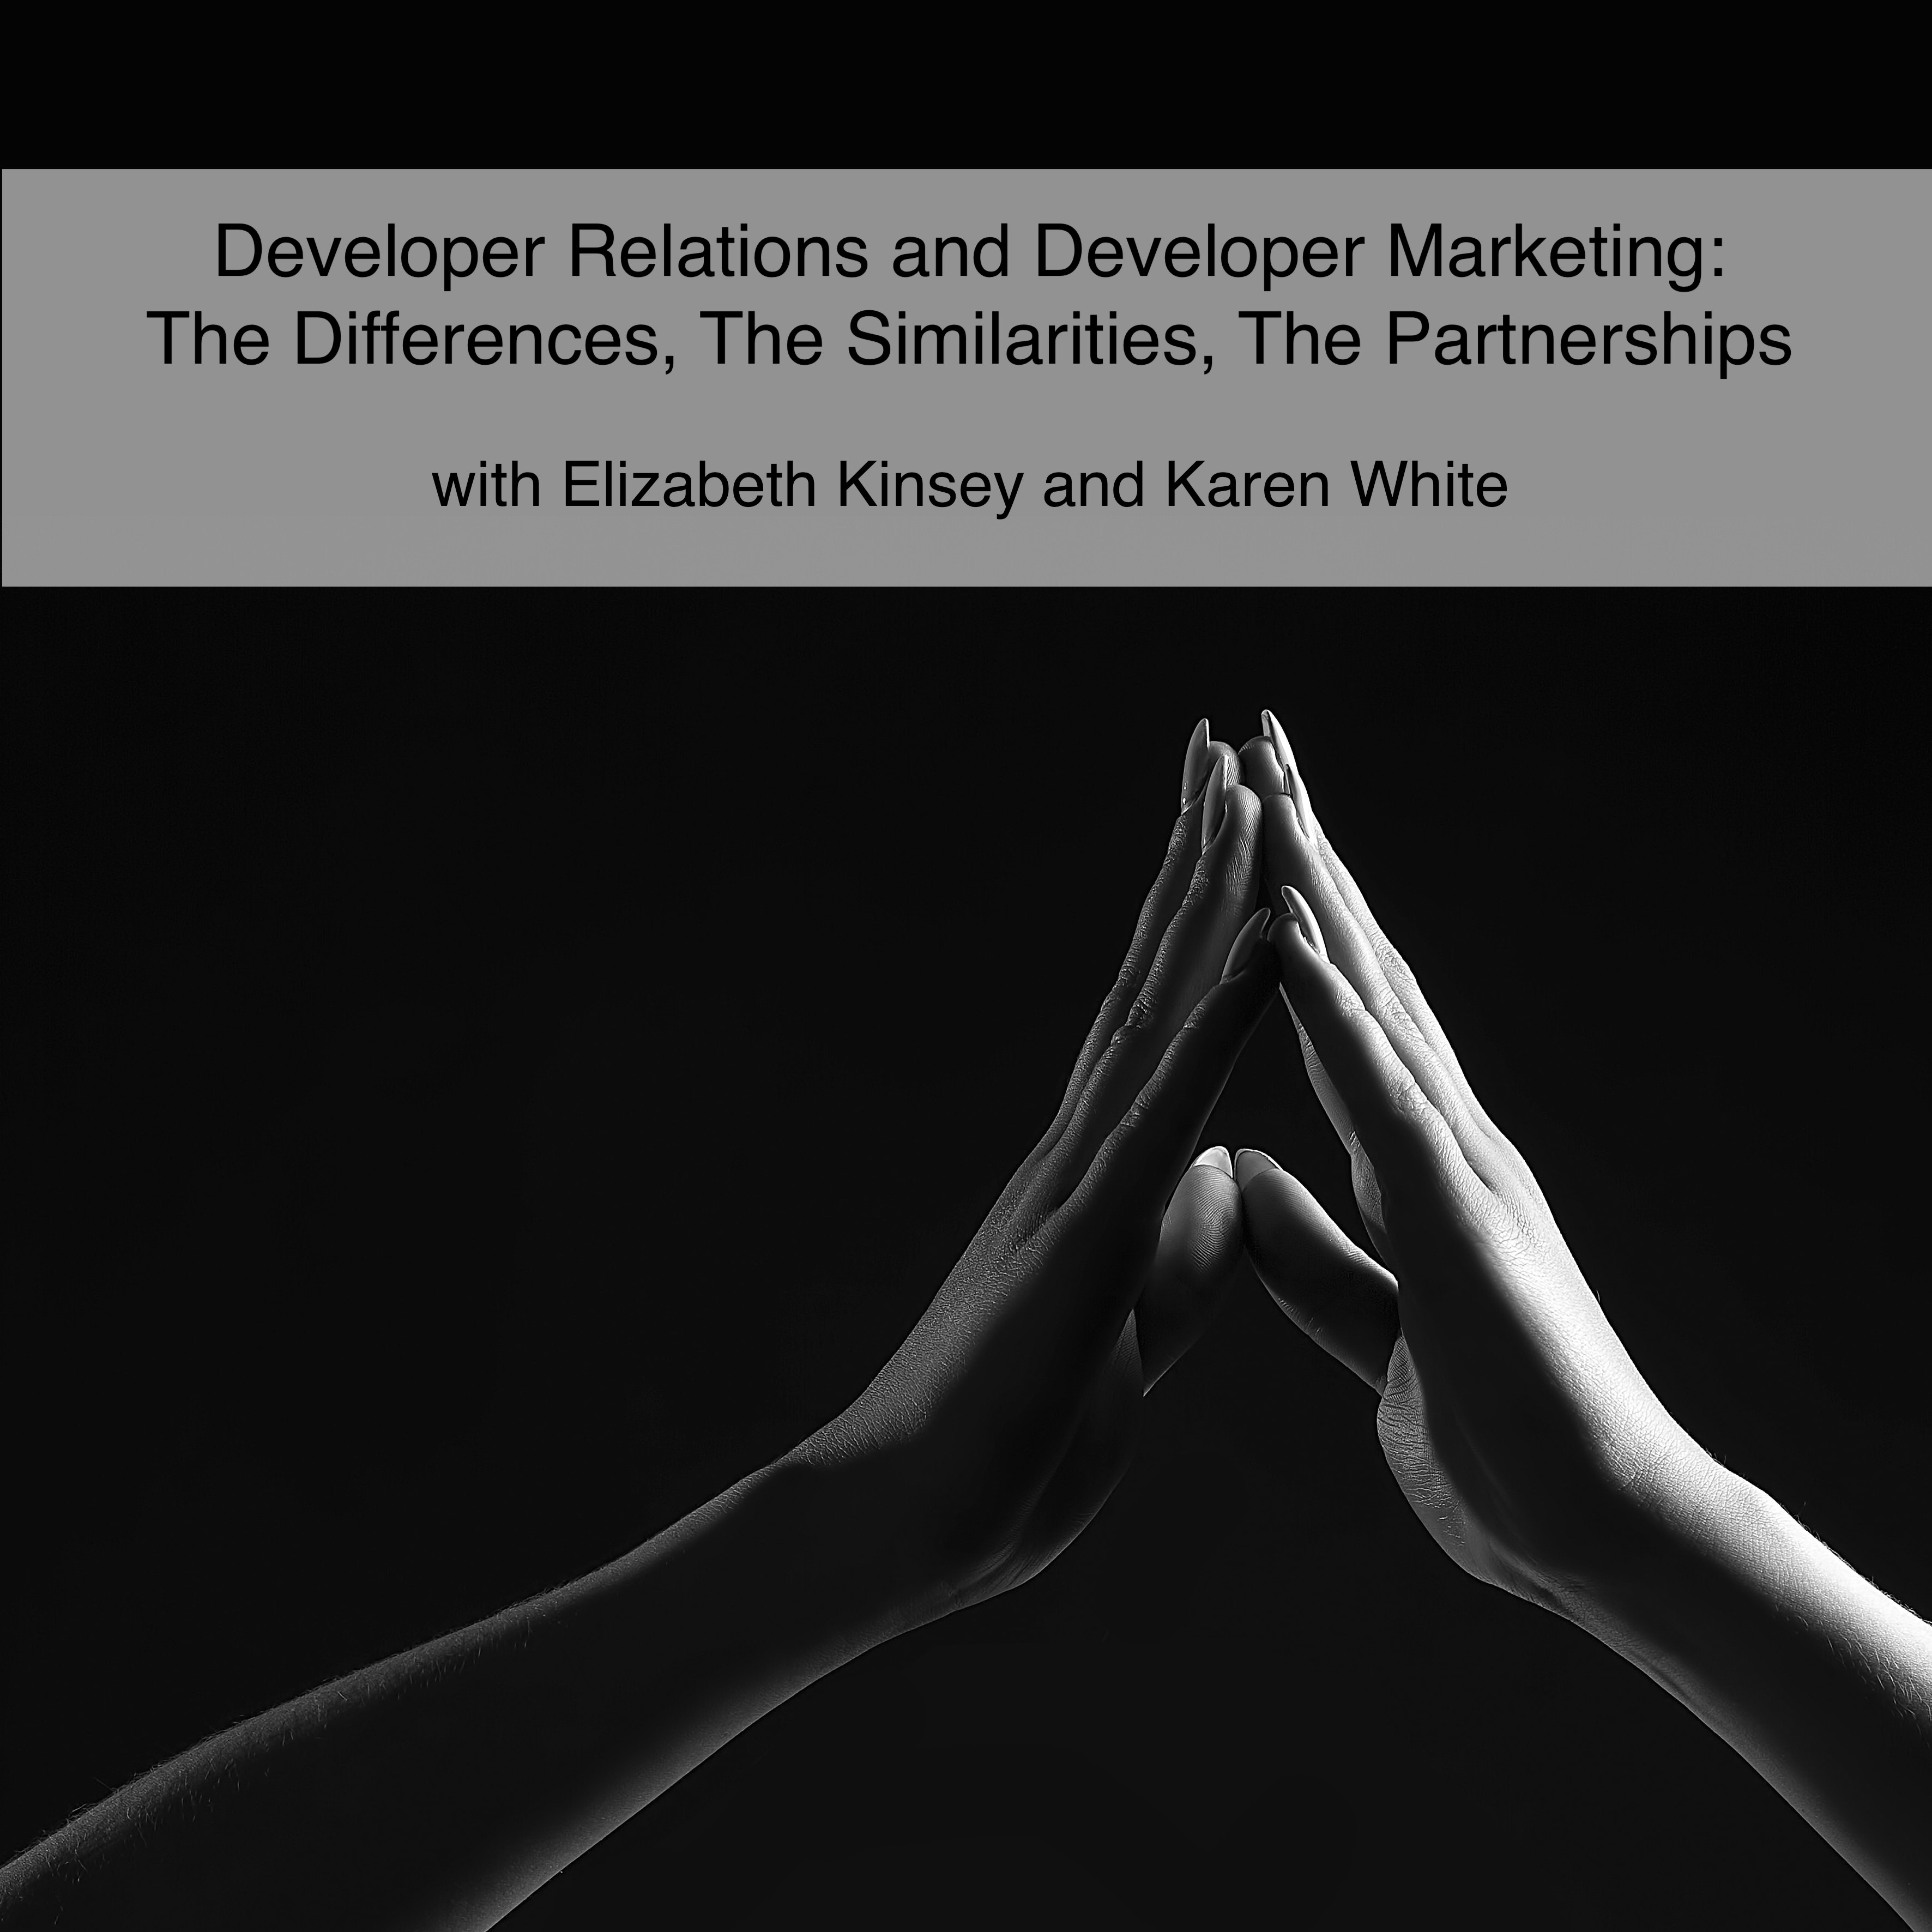 Developer Relations and Developer Marketing:
The Differences, The Similarities, The Partnerships
with Elizabeth Kinsey and Karen White